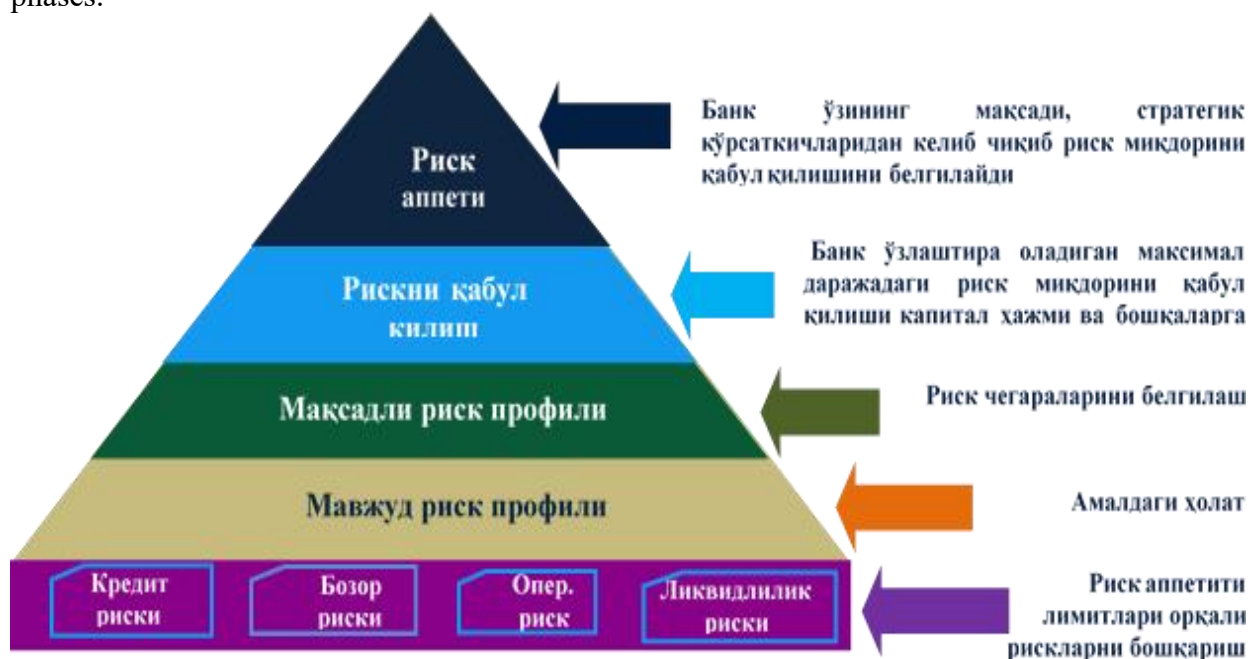 phases.
Риск
аппети
Банк ўзининг мақсади, стратегик
кўрсаткичларидан келиб чиқиб риск миқдорини
қабул қилишини белгилайди
Рискни қабул
килиш
Банк ўзлаштира оладиган максимал
даражадаги риск миқдорини қабул
қилиши капитал ҳажми ва бошқаларга
Мақсадли риск профили
Риск чегараларини белгилаш
Мавжуд риск профили
Амалдаги ҳолат
Кредит
риски
Бозор
риски
Опер.
риск
Ликвидлилик
риски
Риск аппетити
лимитлари орқали
рискларни бошқариш